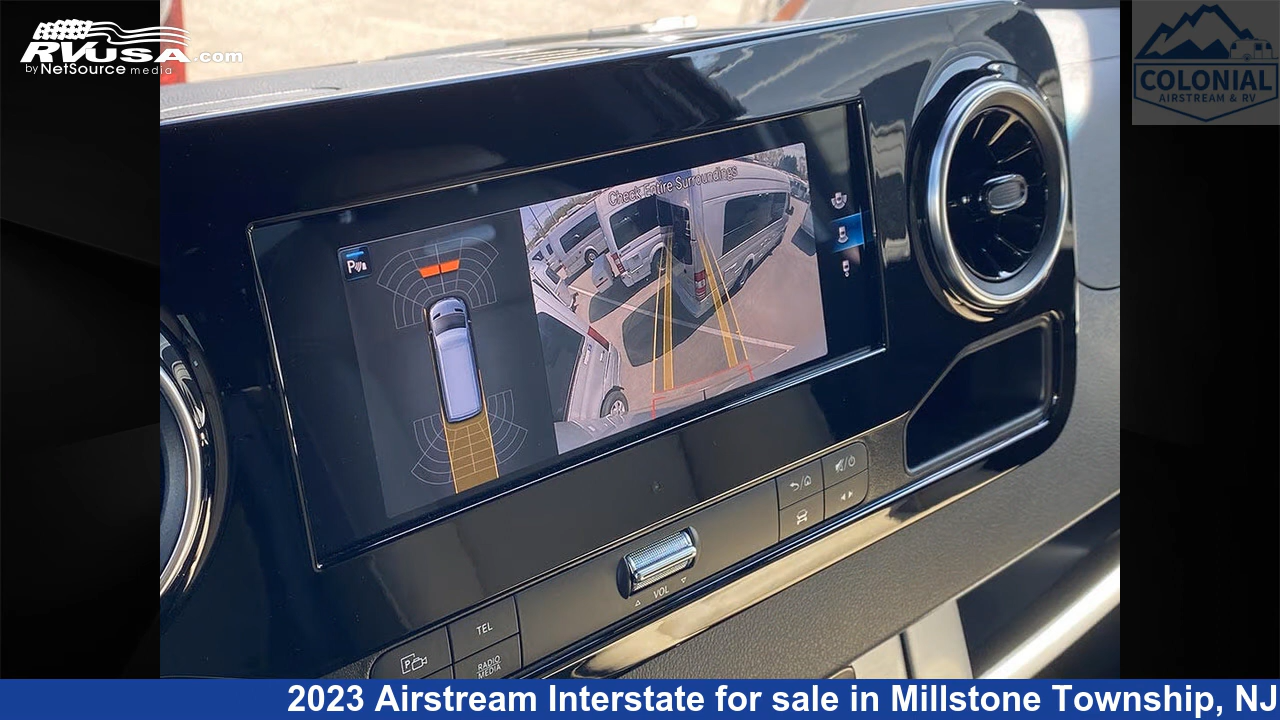 RVUSA.com
by NetSource media
COLONIAL
AIRSTREAM & RV
Check Entire Surroundings
P
VOL
TEL
P
RADIO
MEDIA
2023 Airstream Interstate for sale in Millstone Township, NJ